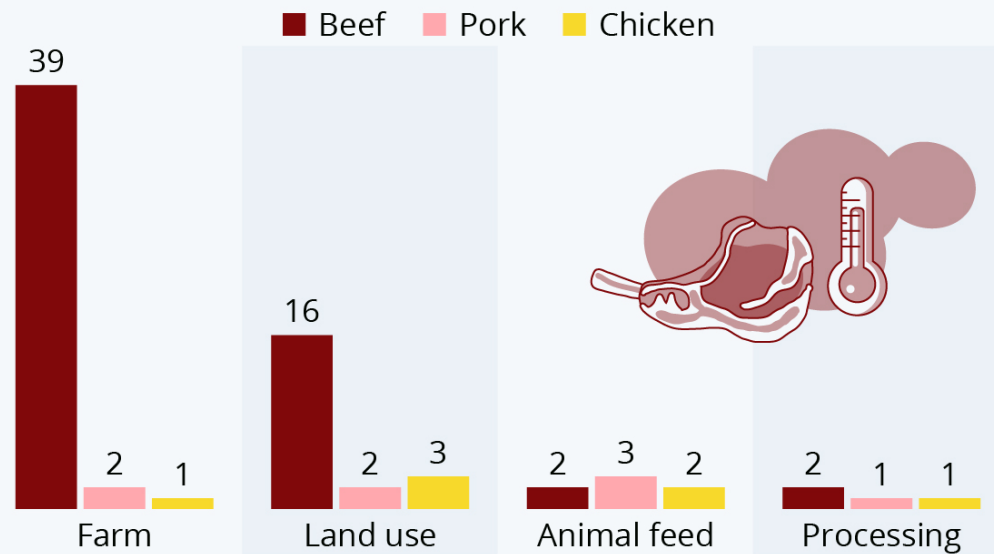 Beef Pork Chicken
39
2
1
16
2
3
2
3
2
2
1
1
Farm
Land use
Animal feed
Processing